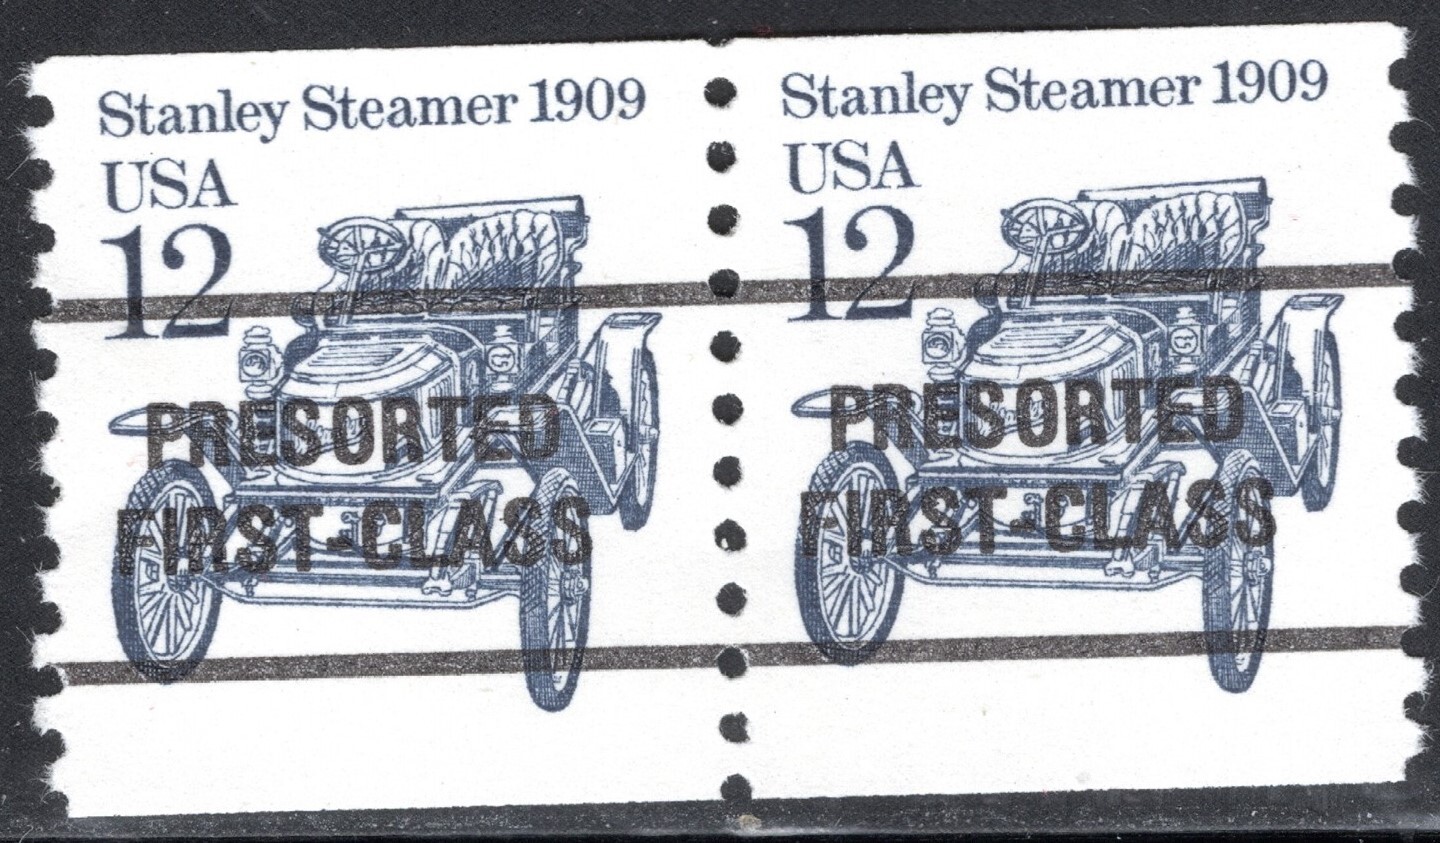 Stanley Steamer 1909
USA
12
PRESORTED
FIRST-CLASS
Stanley Steamer 1909
USA
12
PRESORTED
FIRST-CLASS